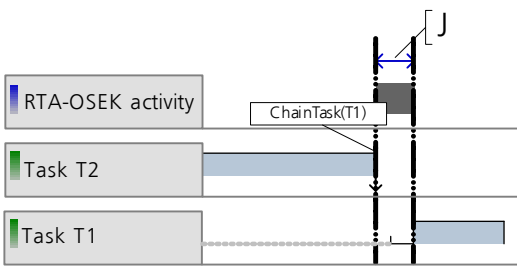 J
RTA-OSEK activity
ChainTask(T1)
Task T2
Task T1